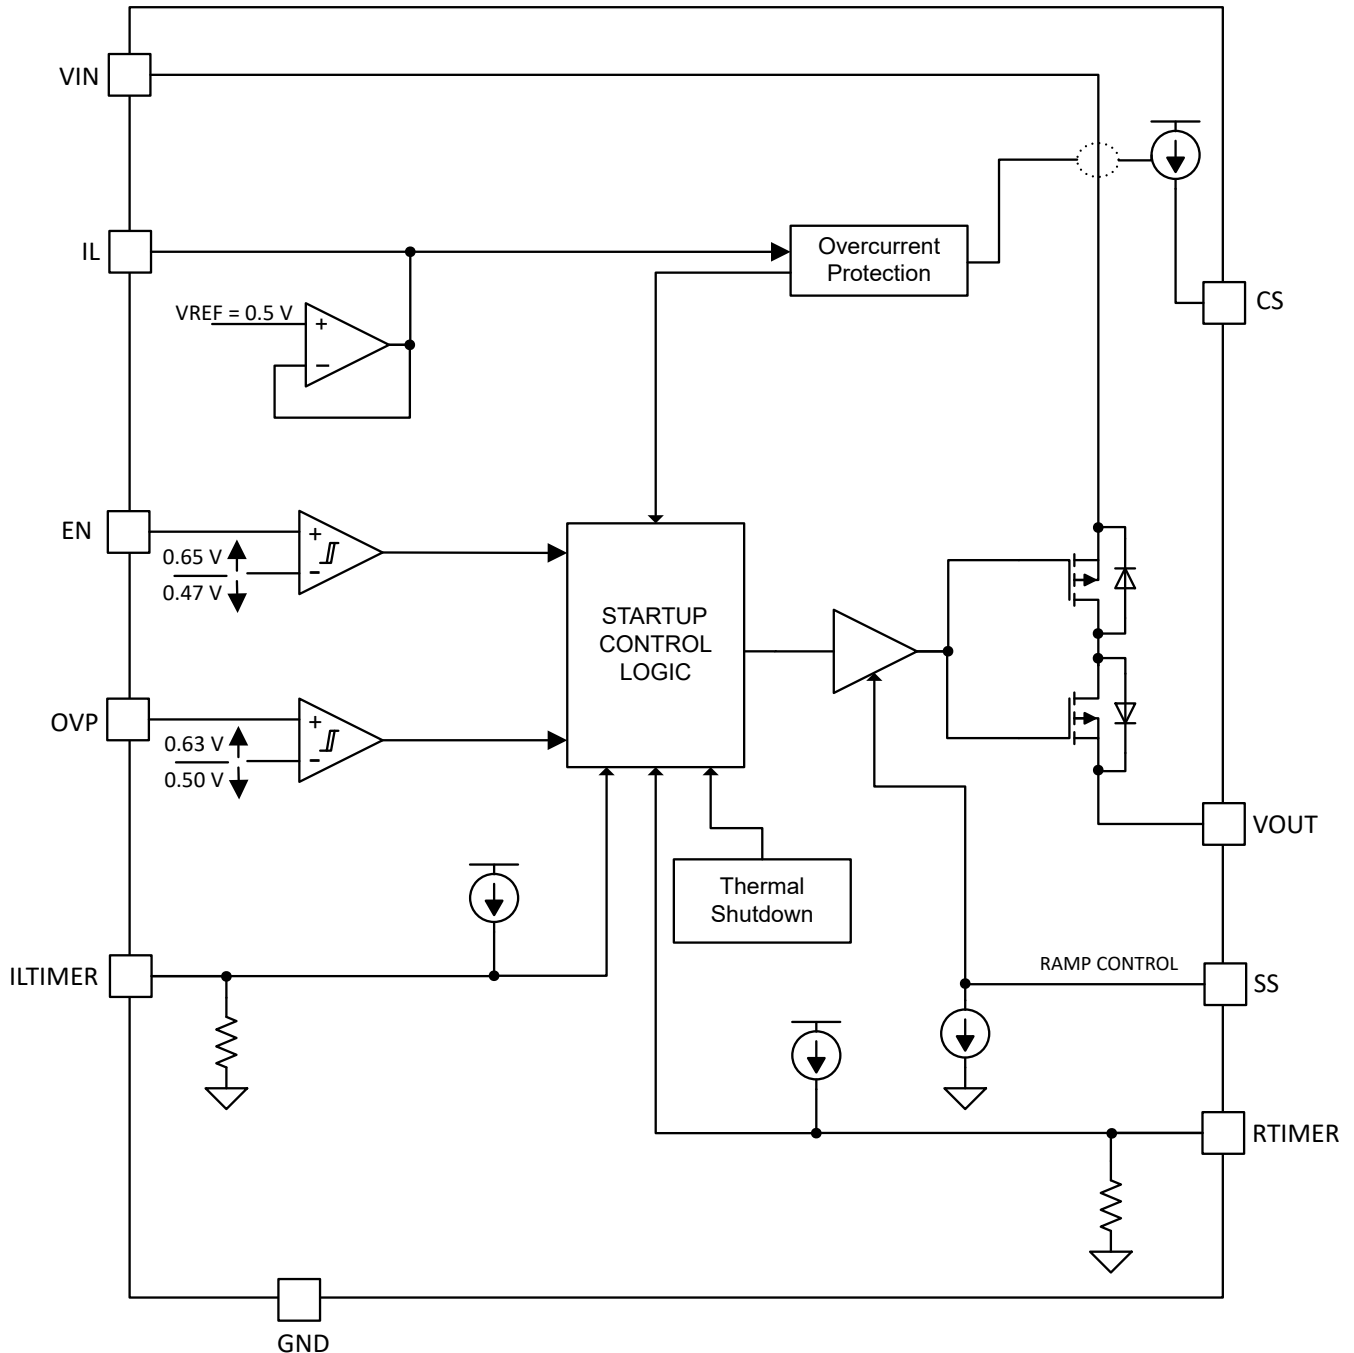 VIN
IL
Overcurrent
Protection
CS
VREF = 0.5 V
+
−
EN
+
0.65 V
-
0.47 V
STARTUP
CONTROL
LOGIC
OVP
+
0.63 V
-
0.50 V
VOUT
Thermal
Shutdown
ILTIMER
RAMP CONTROL
SS
RTIMER
GND